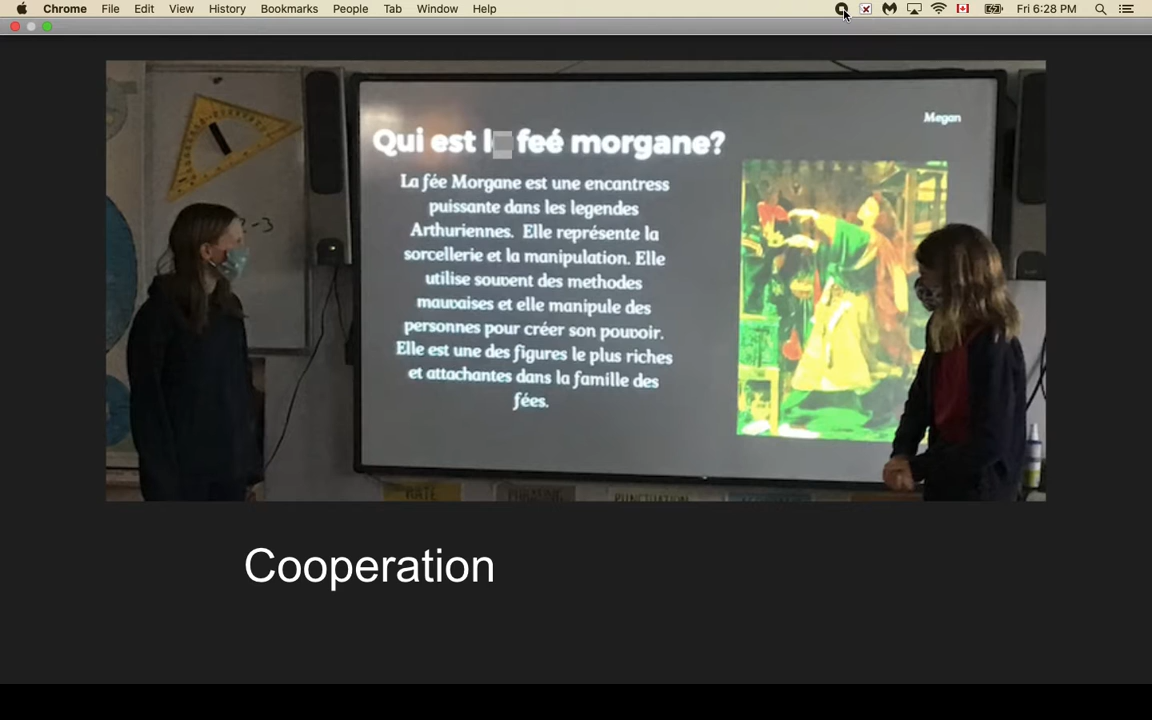 Chrome File Edit View History Bookmarks People Tab Window Help Fri 6:28 PM
Megan
Qui est feé morgane?
La fée Morgane est une encantress
puissante dans les legendes
Arthuriennes. Elle représente la
sorcellerie et la manipulation. Elle
utilise souvent des methodes
mauvaises et elle manipule des
personnes pour créer son pouvoir.
Elle est une des figures le plus riches
et attachantes dans la famille des
fées.
-3
PUNCTUATION
Cooperation